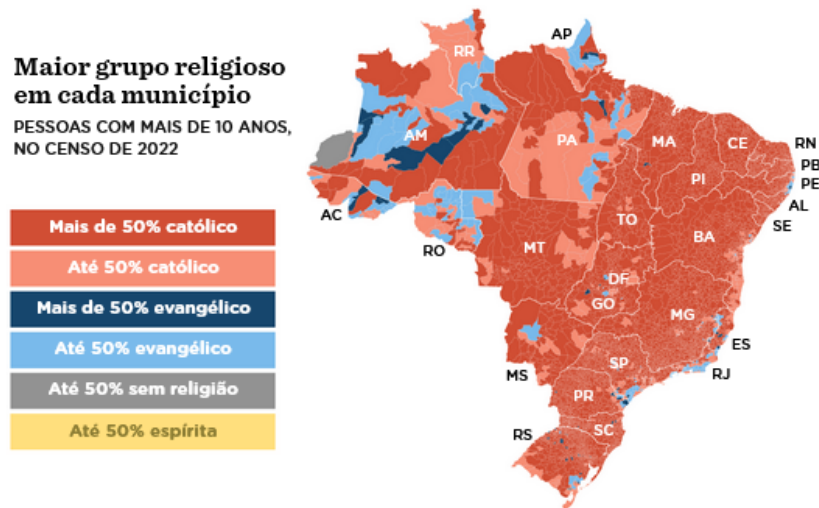 Maior grupo religioso
em cada município
PESSOAS COM MAIS DE 10 ANOS,
NO CENSO DE 2022
Mais de 50% católico
Até 50% católico
Mais de 50% evangélico
Até 50% evangélico
Até 50% sem religião
Até 50% espírita
AP
RR
AM
PA
MA
CE
RN
PB
PE
AL
SE
PI
AC
RO
TO
BA
MT
DF
GO
MG
ES
MS
SP
RJ
PR
SC
RS